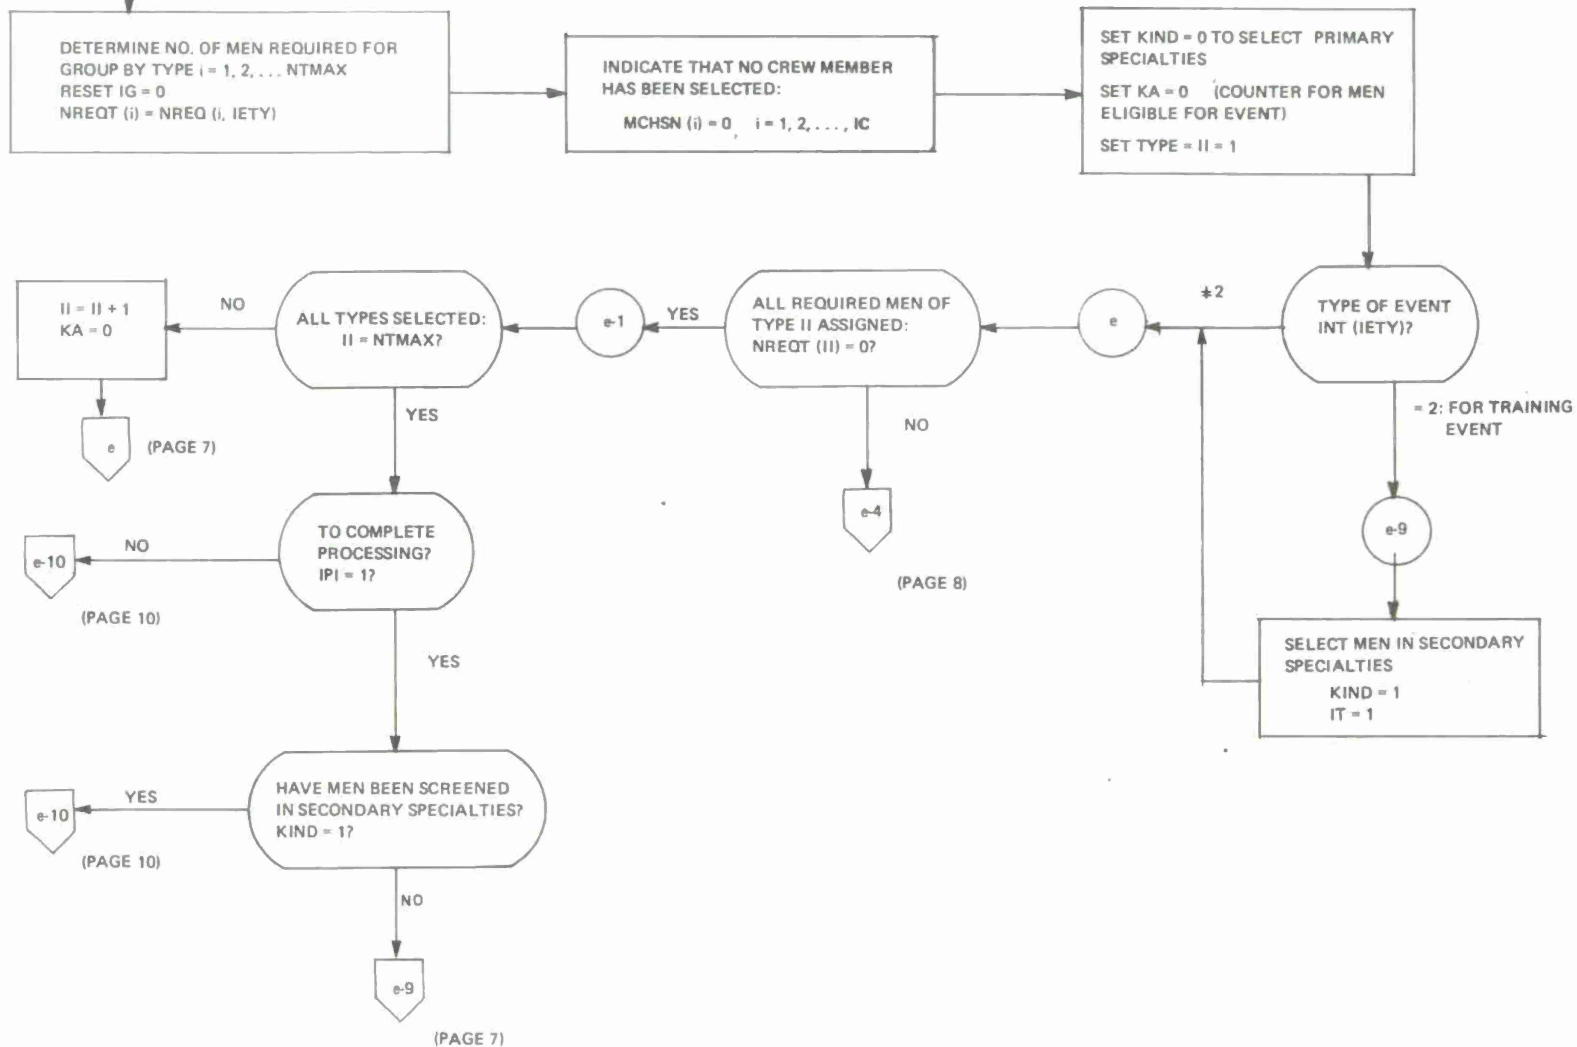 DETERMINE NO. OF MEN REQUIRED FOR
GROUP BY TYPE i = 1, 2, ... NTMAX
RESET IG = 0
NREQT (i) = NREQ (i, IETY)
INDICATE THAT NO CREW MEMBER
HAS BEEN SELECTED:
MCHSN (i) = 0, i = 1, 2, ..., IC
SET KIND = 0 TO SELECT PRIMARY
SPECIALTIES
SET KA = 0 (COUNTER FOR MEN
ELIGIBLE FOR EVENT)
SET TYPE = II = 1
II = II + 1
KA = 0
NO
ALL TYPES SELECTED:
II = NTMAX?
e-1
YES
ALL REQUIRED MEN OF
TYPE II ASSIGNED:
NREQT (II) = 0?
e
≠2
TYPE OF EVENT
INT (IETY)?
e
(PAGE 7)
YES
NO
= 2: FOR TRAINING
EVENT
e-10
NO
TO COMPLETE
PROCESSING?
IPI = 1?
e-4
e-9
(PAGE 10)
(PAGE 8)
YES
SELECT MEN IN SECONDARY
SPECIALTIES
KIND = 1
IT = 1
e-10
YES
HAVE MEN BEEN SCREENED
IN SECONDARY SPECIALTIES?
KIND = 1?
(PAGE 10)
NO
e-9
(PAGE 7)